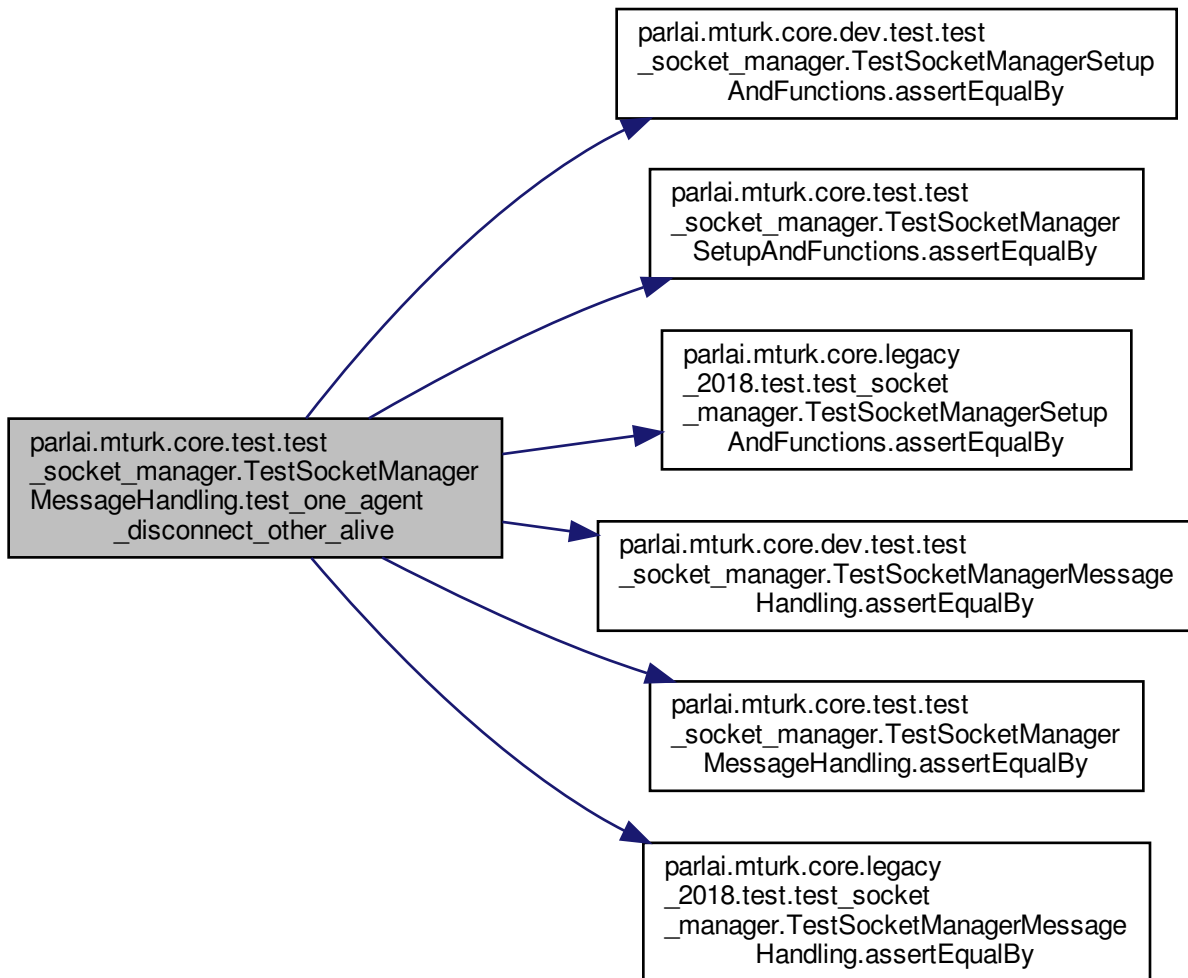 parlai.mturk.core.dev.test.test
_socket_manager.TestSocketManagerSetup
AndFunctions.assertEqualBy
parlai.mturk.core.test.test
_socket_manager.TestSocketManager
SetupAndFunctions.assertEqualBy
parlai.mturk.core.legacy
_2018.test.test_socket
_manager.TestSocketManagerSetup
AndFunctions.assertEqualBy
parlai.mturk.core.test.test
_socket_manager.TestSocketManager
MessageHandling.test_one_agent
_disconnect_other_alive
parlai.mturk.core.dev.test.test
_socket_manager.TestSocketManagerMessage
Handling.assertEqualBy
parlai.mturk.core.test.test
_socket_manager.TestSocketManager
MessageHandling.assertEqualBy
parlai.mturk.core.legacy
_2018.test.test_socket
_manager.TestSocketManagerMessage
Handling.assertEqualBy